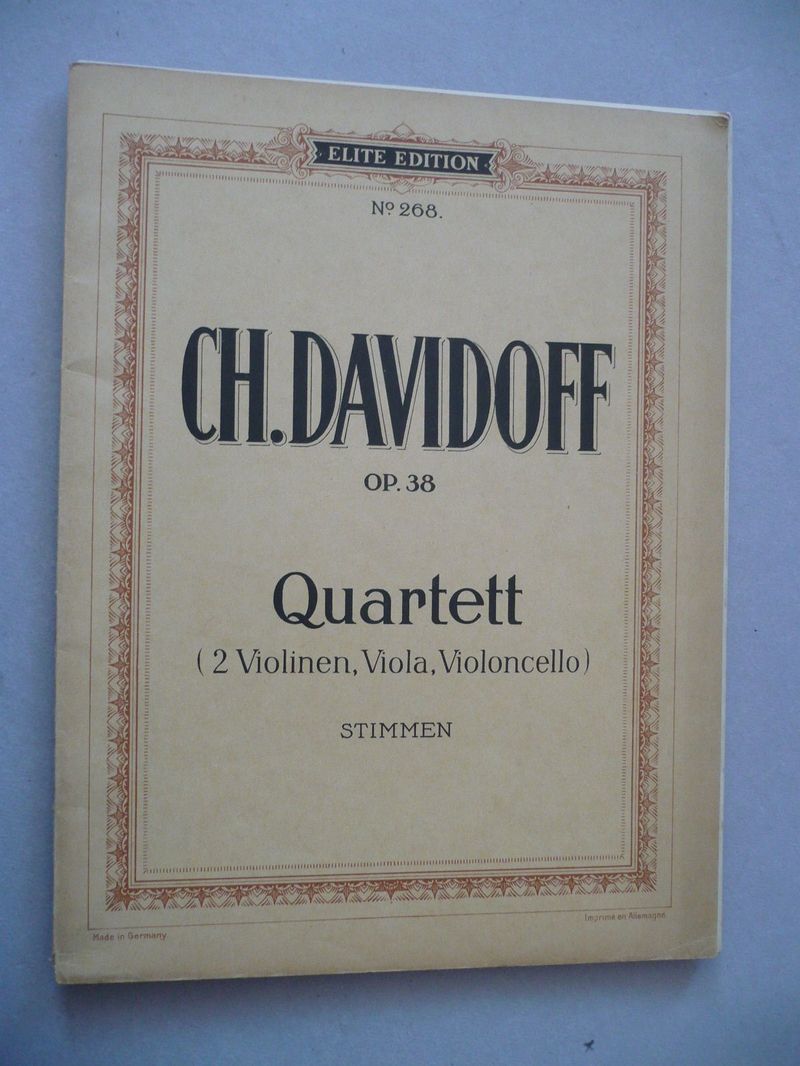 ELITE EDITION
Nº 268.
CH. DAVIDOFF
OP. 38
Quartett
(2 Violinen, Viola, Violoncello)
STIMMEN
Imprimé en Allemagne
Made in Germany